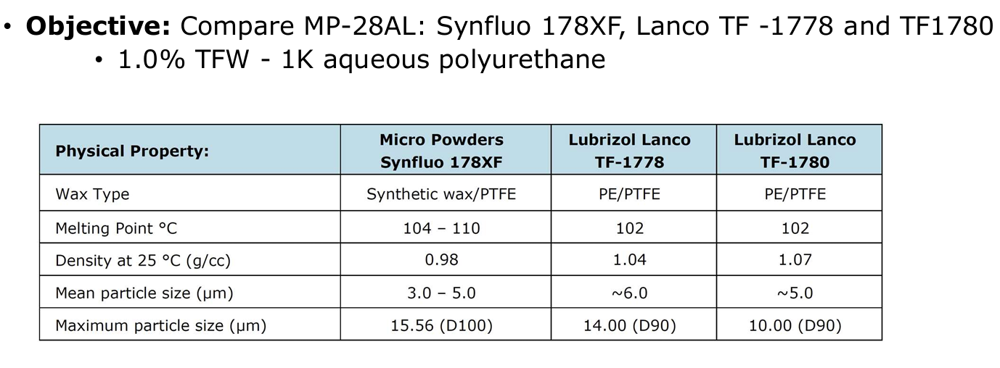 • Objective: Compare MP-28AL: Synfluo 178XF, Lanco TF -1778 and TF1780
• 1.0% TFW - 1K aqueous polyurethane
Physical Property: Micro Powders Synfluo 178XF Lubrizol Lanco TF-1778 Lubrizol Lanco TF-1780
Wax Type Synthetic wax/PTFE PE/PTFE PE/PTFE
Melting Point °C 104 – 110 102 102
Density at 25 °C (g/cc) 0.98 1.04 1.07
Mean particle size (µm) 3.0 – 5.0 ~6.0 ~5.0
Maximum particle size (µm) 15.56 (D100) 14.00 (D90) 10.00 (D90)